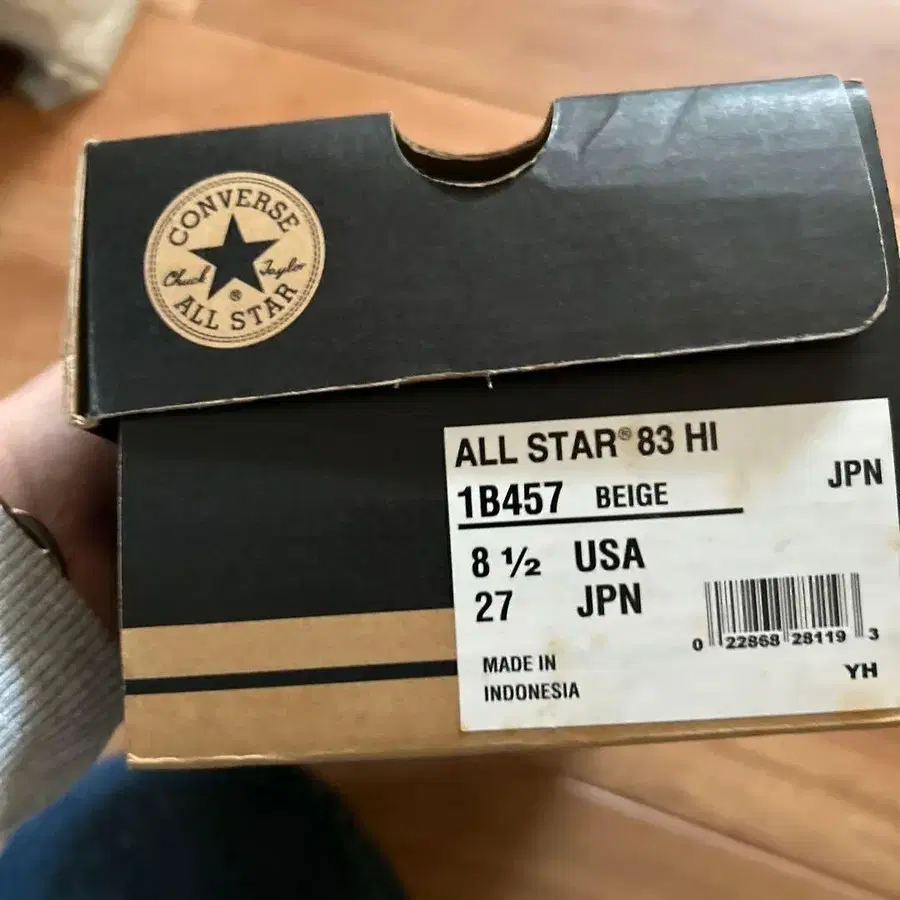 CONVERSE
Chuck Taylor
®
ALL STAR
ALL STAR® 83 HI
1B457 BEIGE JPN
8 ½ USA
27 JPN
0 22868 28119 3
MADE IN
INDONESIA
YH